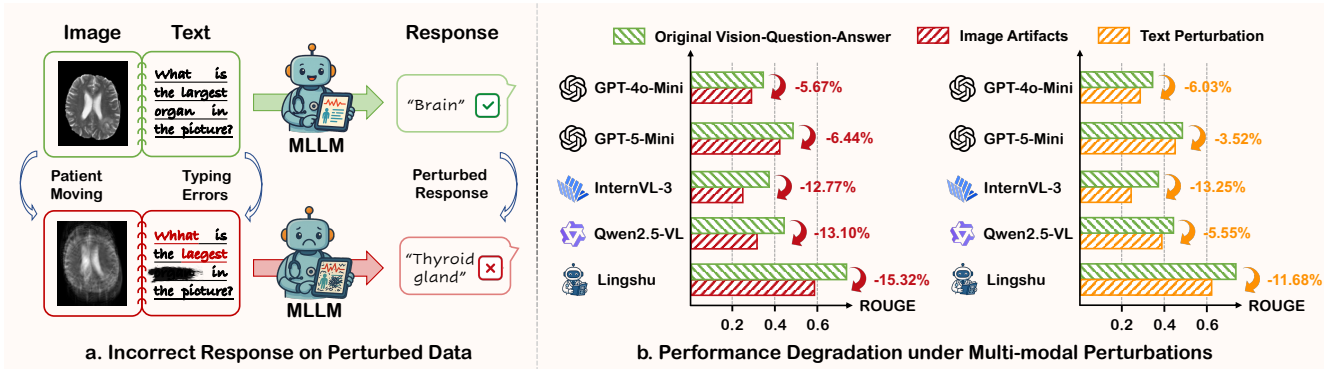 Image Text Response
What is
the largest
organ in
the picture?
MLLM
"Brain"
Patient
Moving
Typing
Errors
Perturbed
Response
Whhat is
the laegest
in
the picture?
MLLM
"Thyroid
gland"
a. Incorrect Response on Perturbed Data
Original Vision-Question-Answer Image Artifacts Text Perturbation
GPT-4o-Mini -5.67%
GPT-5-Mini -6.44%
InternVL-3 -12.77%
Qwen2.5-VL -13.10%
Lingshu -15.32%
ROUGE
0.2 0.4 0.6
GPT-4o-Mini -6.03%
GPT-5-Mini -3.52%
InternVL-3 -13.25%
Qwen2.5-VL -5.55%
Lingshu -11.68%
ROUGE
0.2 0.4 0.6
b. Performance Degradation under Multi-modal Perturbations